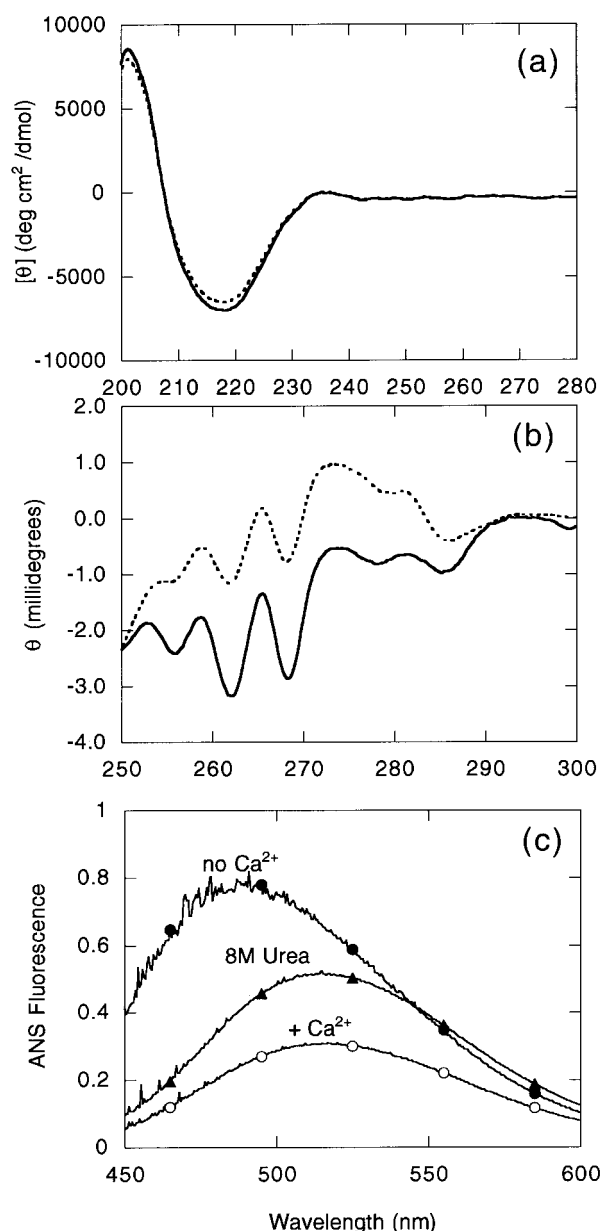 (a)
10000
5000
0
-5000
-10000
[θ] (deg cm² /dmol)
200 210 220 230 240 250 260 270 280
(b)
2.0
1.0
0.0
-1.0
-2.0
-3.0
-4.0
θ (millidegrees)
250 260 270 280 290 300
(c)
1
0.8
0.6
0.4
0.2
0
ANS Fluorescence
no Ca²⁺
8M Urea
+ Ca²⁺
450 500 550 600
Wavelength (nm)